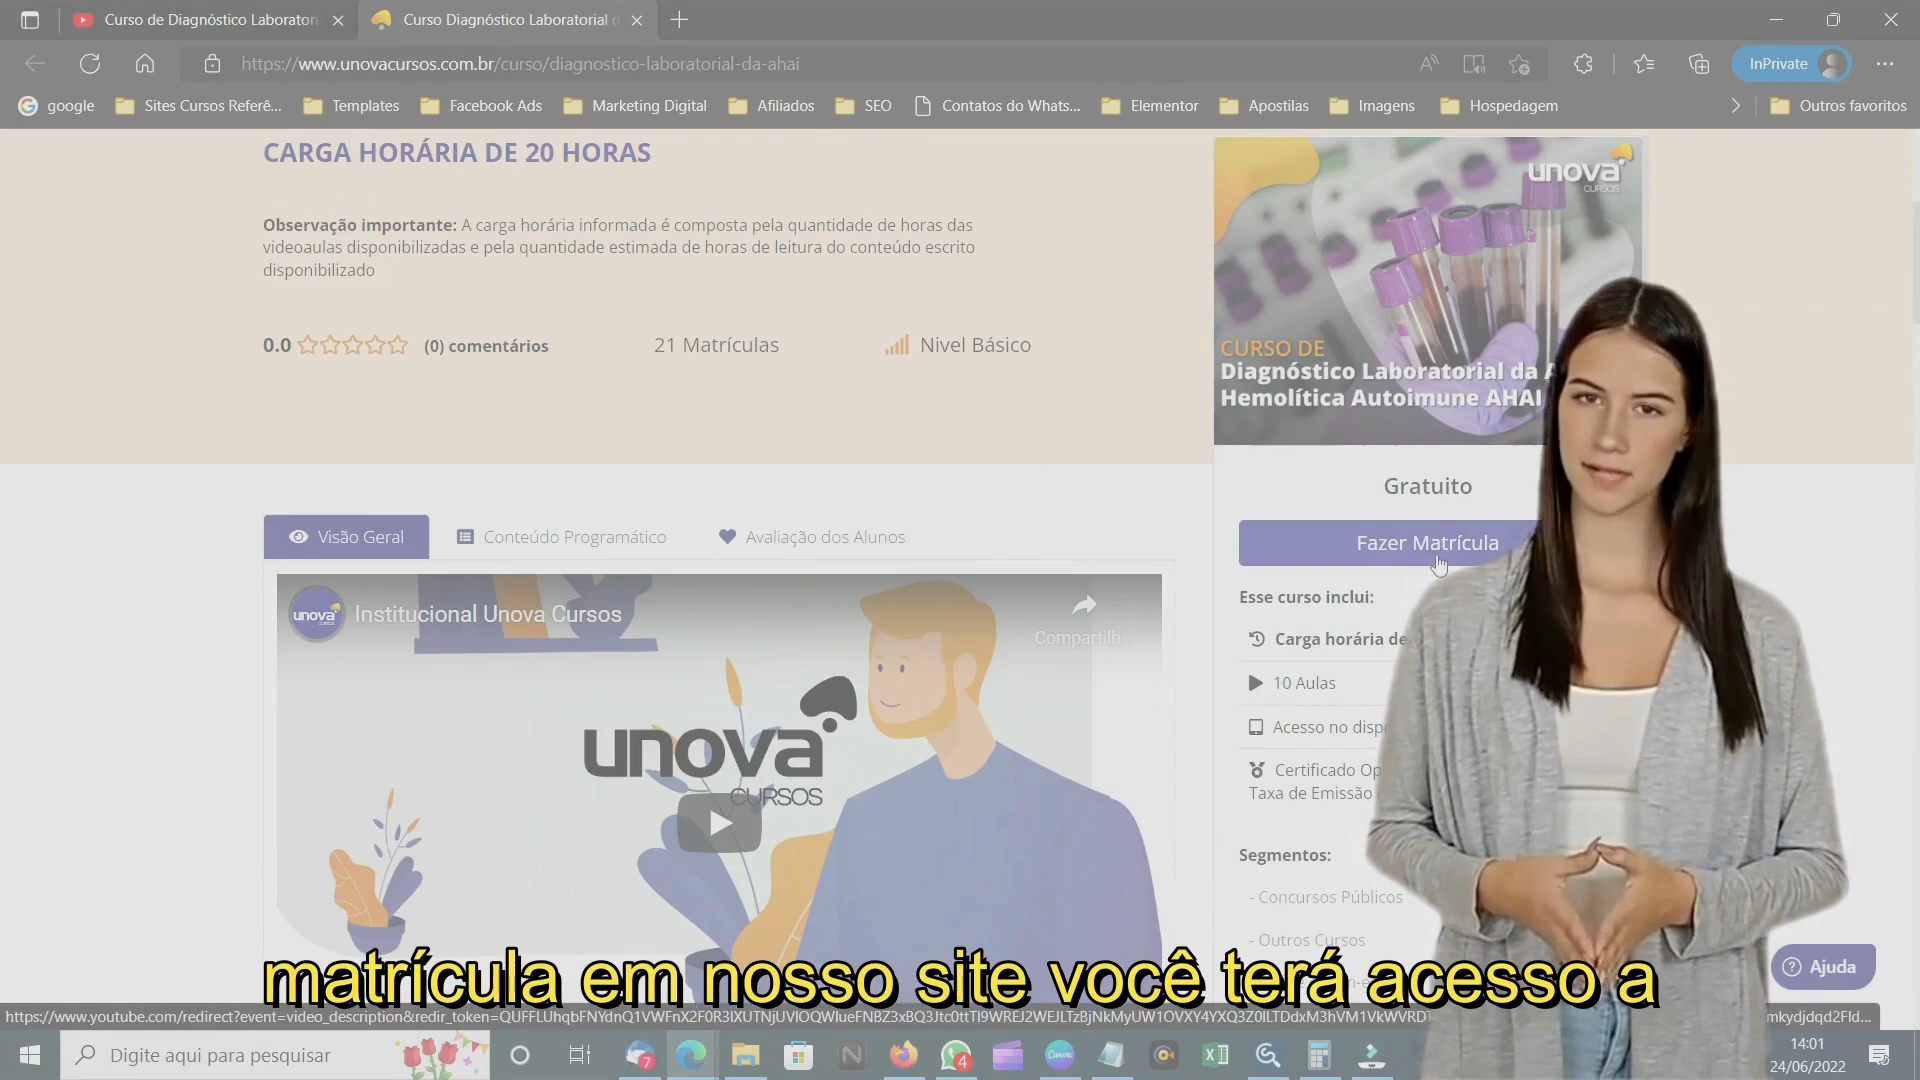 Curso de Diagnóstico Laboratori
Curso Diagnóstico Laboratorial d
https://www.unovacursos.com.br/curso/diagnostico-laboratorial-da-ahai
InPrivate
google
Sites Cursos Referê...
Templates
Facebook Ads
Marketing Digital
Afiliados
SEO
Contatos do Whats...
Elementor
Apostilas
Imagens
Hospedagem
Outros favoritos
CARGA HORÁRIA DE 20 HORAS
Observação importante: A carga horária informada é composta pela quantidade de horas das
videoaulas disponibilizadas e pela quantidade estimada de horas de leitura do conteúdo escrito
disponibilizado
0.0 (0) comentários
21 Matrículas
Nivel Básico
unova
CURSOS
CURSO DE
Diagnóstico Laboratorial da A
Hemolítica Autoimune AHAI
Gratuito
Fazer Matrícula
Esse curso inclui:
Carga horária de
10 Aulas
Acesso no disp
Certificado Op
Taxa de Emissão
Segmentos:
- Concursos Públicos
- Outros Cursos
Visão Geral
Conteúdo Programático
Avaliação dos Alunos
unova
Institucional Unova Cursos
Compartilh...
unova
CURSOS
matrícula em nosso site você terá acesso a
Ajuda
Digite aqui para pesquisar
7
4
Canva
14:01
24/06/2022